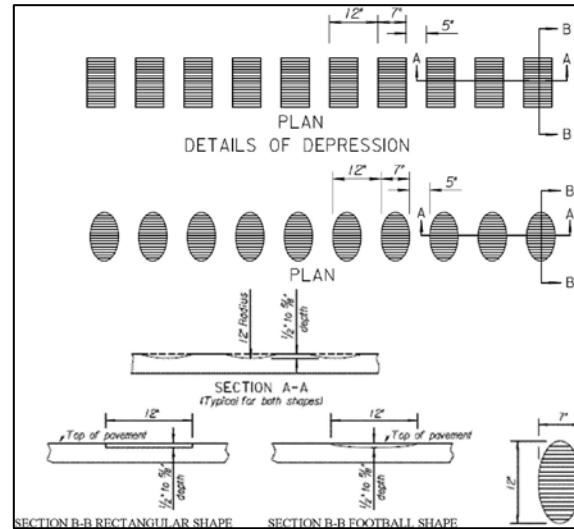 12" 7" 5" B
A A
B
PLAN
DETAILS OF DEPRESSION
12" 7" 5" B
A A
B
PLAN
12" Radius
1/2" to 5/8"
depth
SECTION A-A
(Typical for both shapes)
12" 12" 7"
Top of pavement Top of pavement
12"
1/2" to 5/8"
depth
1/2" to 5/8"
depth
SECTION B-B RECTANGULAR SHAPE SECTION B-B FOOTBALL SHAPE